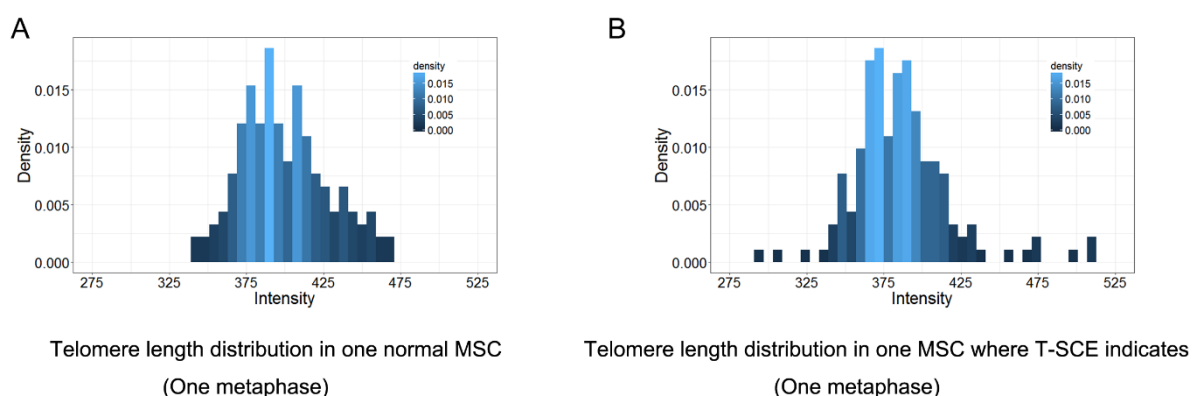 A
density
0.015
0.010
0.005
0.000
0.015
0.010
0.005
0.000
Density
275 325 375 425 475 525
Intensity
Telomere length distribution in one normal MSC
(One metaphase)
B
density
0.015
0.010
0.005
0.000
0.015
0.010
0.005
0.000
Density
275 325 375 425 475 525
Intensity
Telomere length distribution in one MSC where T-SCE indicates
(One metaphase)